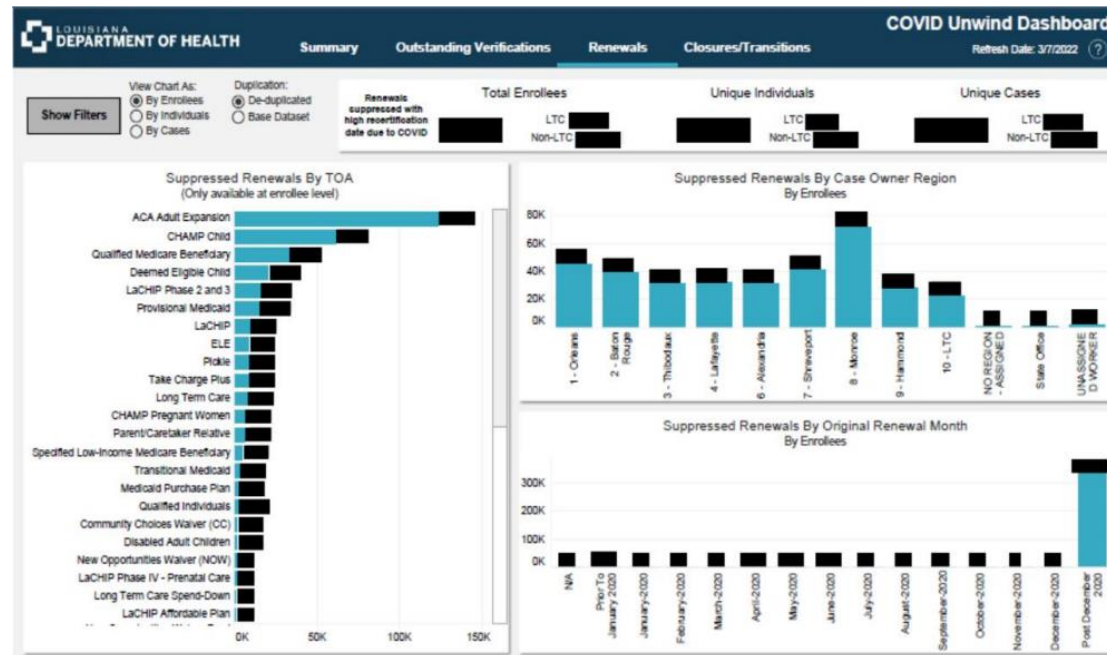 LOUISIANA
DEPARTMENT OF HEALTH
Summary
Outstanding Verifications
Renewals
Closures/Transitions
COVID Unwind Dashboard
Refresh Date: 3/7/2022 ?
Show Filters
View Chart As:
By Enrollees
By Individuals
By Cases
Duplication:
De-duplicated
Base Dataset
Renewals
suppressed with
high recertification
date due to COVID
Total Enrollees
LTC
Non-LTC
Unique Individuals
LTC
Non-LTC
Unique Cases
LTC
Non-LTC
Suppressed Renewals By TOA
(Only available at enrollee level)
ACA Adult Expansion
CHAMP Child
Qualified Medicare Beneficiary
Deemed Eligible Child
LaCHIP Phase 2 and 3
Provisional Medicaid
LaCHIP
ELE
Pickle
Take Charge Plus
Long Term Care
CHAMP Pregnant Women
Parent/Caretaker Relative
Specified Low-Income Medicare Beneficiary
Transitional Medicaid
Medicaid Purchase Plan
Qualified Individuals
Community Choices Waiver (CC)
Disabled Adult Children
New Opportunities Waiver (NOW)
LaCHIP Phase IV - Prenatal Care
Long Term Care Spend-Down
LaCHIP Affordable Plan
0K 50K 100K 150K
Suppressed Renewals By Case Owner Region
By Enrollees
80K
60K
40K
20K
0K
1 - Orleans
2 - Baton
Rouge
3 - Thibodaux
4 - Lafayette
6 - Alexandria
7 - Shreveport
8 - Monroe
9 - Hammond
10 - LTC
NO REGION
- ASSIGNED
State Office
UNASSIGNE
D WORKER
Suppressed Renewals By Original Renewal Month
By Enrollees
300K
200K
100K
0K
N/A
Prior To
January 2020
January-2020
February-2020
March-2020
April-2020
May-2020
June-2020
July-2020
August-2020
September-2020
October-2020
November-2020
December-2020
Post December
2020